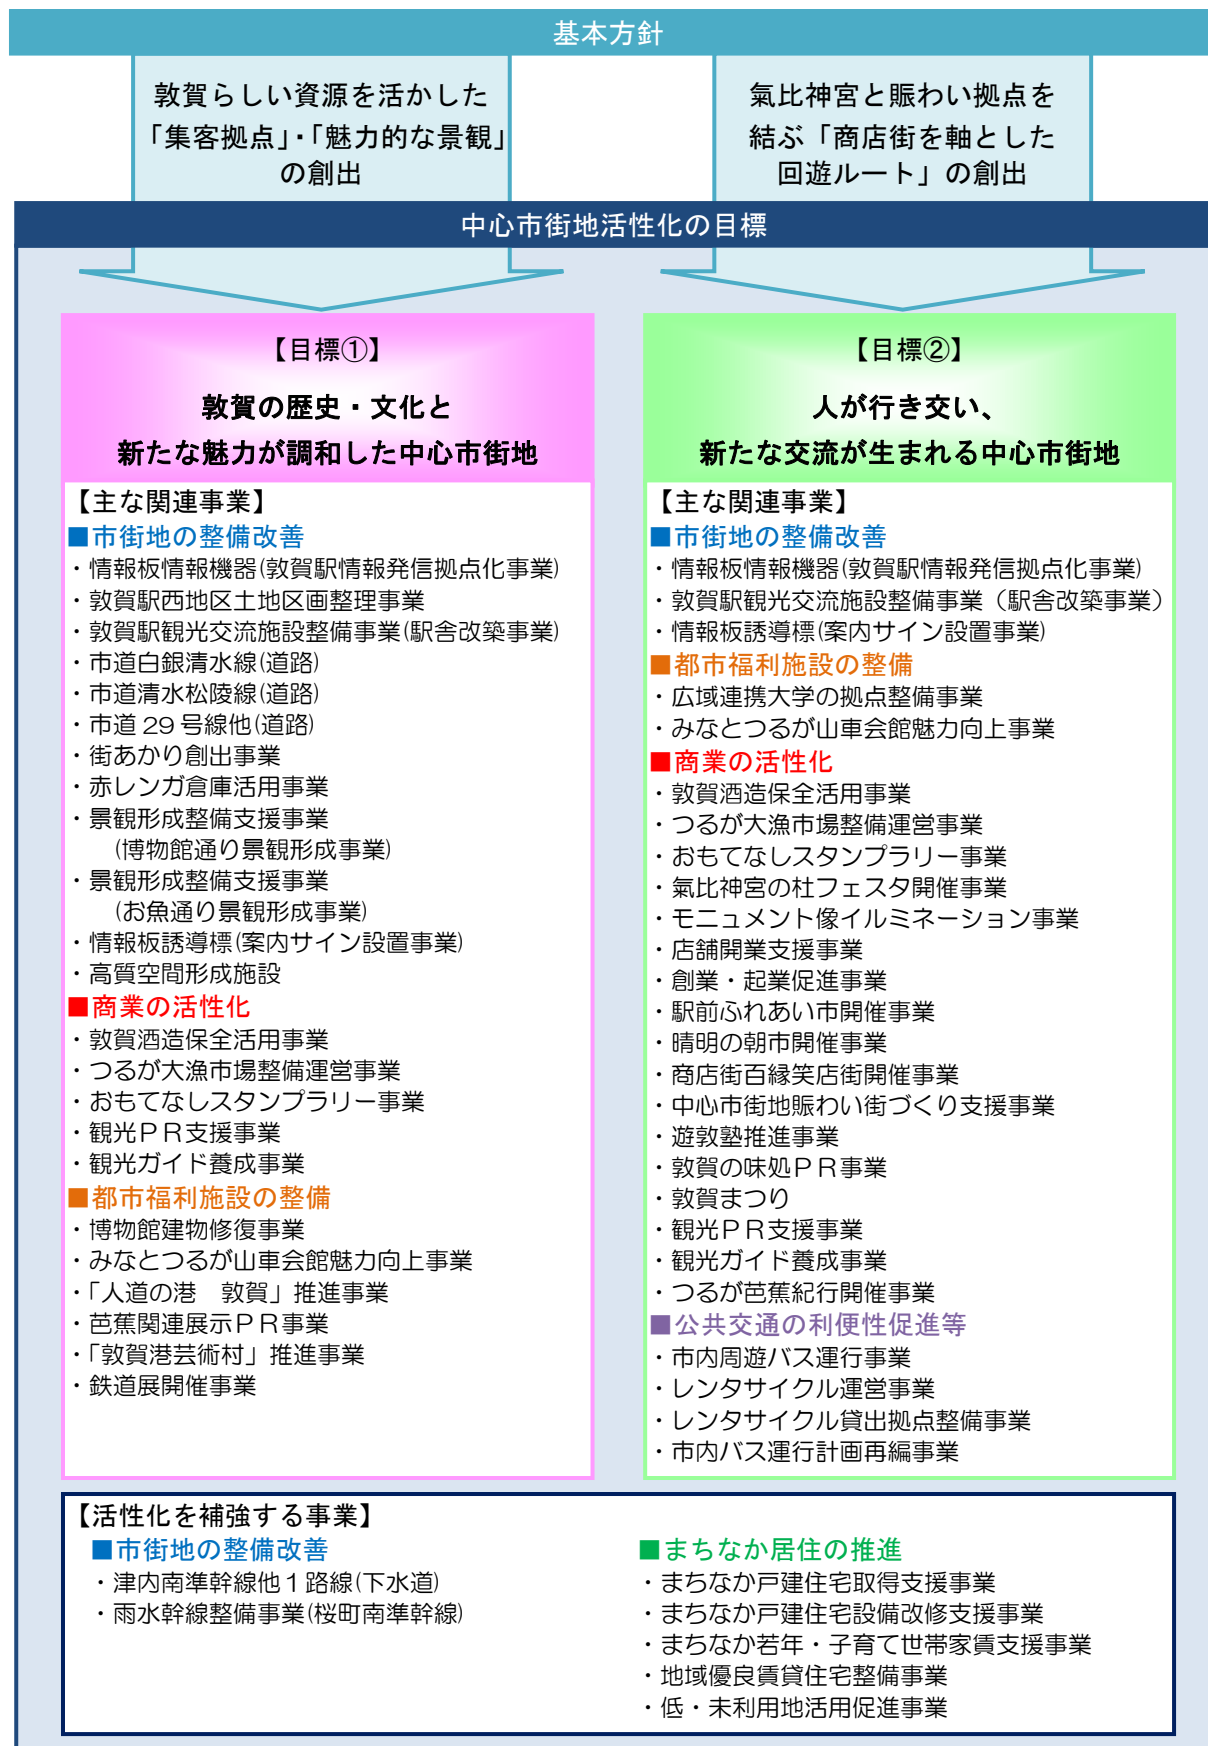 基本方針
敦賀らしい資源を活かした
「集客拠点」・「魅力的な景観」
の創出
氣比神宮と賑わい拠点を
結ぶ「商店街を軸とした
回遊ルート」の創出
中心市街地活性化の目標
【目標①】
敦賀の歴史・文化と
新たな魅力が調和した中心市街地
【主な関連事業】
■市街地の整備改善
・情報板情報機器(敦賀駅情報発信拠点化事業)
・敦賀駅西地区土地区画整理事業
・敦賀駅観光交流施設整備事業(駅舎改築事業)
・市道白銀清水線(道路)
・市道清水松陵線(道路)
・市道 29 号線他(道路)
・街あかり創出事業
・赤レンガ倉庫活用事業
・景観形成整備支援事業
(博物館通り景観形成事業)
・景観形成整備支援事業
(お魚通り景観形成事業)
・情報板誘導標(案内サイン設置事業)
・高質空間形成施設
■商業の活性化
・敦賀酒造保全活用事業
・つるが大漁市場整備運営事業
・おもてなしスタンプラリー事業
・観光ＰＲ支援事業
・観光ガイド養成事業
■都市福利施設の整備
・博物館建物修復事業
・みなとつるが山車会館魅力向上事業
・「人道の港　敦賀」推進事業
・芭蕉関連展示ＰＲ事業
・「敦賀港芸術村」推進事業
・鉄道展開催事業
【目標②】
人が行き交い、
新たな交流が生まれる中心市街地
【主な関連事業】
■市街地の整備改善
・情報板情報機器(敦賀駅情報発信拠点化事業)
・敦賀駅観光交流施設整備事業（駅舎改築事業）
・情報板誘導標(案内サイン設置事業)
■都市福利施設の整備
・広域連携大学の拠点整備事業
・みなとつるが山車会館魅力向上事業
■商業の活性化
・敦賀酒造保全活用事業
・つるが大漁市場整備運営事業
・おもてなしスタンプラリー事業
・氣比神宮の杜フェスタ開催事業
・モニュメント像イルミネーション事業
・店舗開業支援事業
・創業・起業促進事業
・駅前ふれあい市開催事業
・晴明の朝市開催事業
・商店街百縁笑店街開催事業
・中心市街地賑わい街づくり支援事業
・遊敦塾推進事業
・敦賀の味処ＰＲ事業
・敦賀まつり
・観光ＰＲ支援事業
・観光ガイド養成事業
・つるが芭蕉紀行開催事業
■公共交通の利便性促進等
・市内周遊バス運行事業
・レンタサイクル運営事業
・レンタサイクル貸出拠点整備事業
・市内バス運行計画再編事業
【活性化を補強する事業】
■市街地の整備改善
・津内南準幹線他１路線(下水道)
・雨水幹線整備事業(桜町南準幹線)
■まちなか居住の推進
・まちなか戸建住宅取得支援事業
・まちなか戸建住宅設備改修支援事業
・まちなか若年・子育て世帯家賃支援事業
・地域優良賃貸住宅整備事業
・低・未利用地活用促進事業